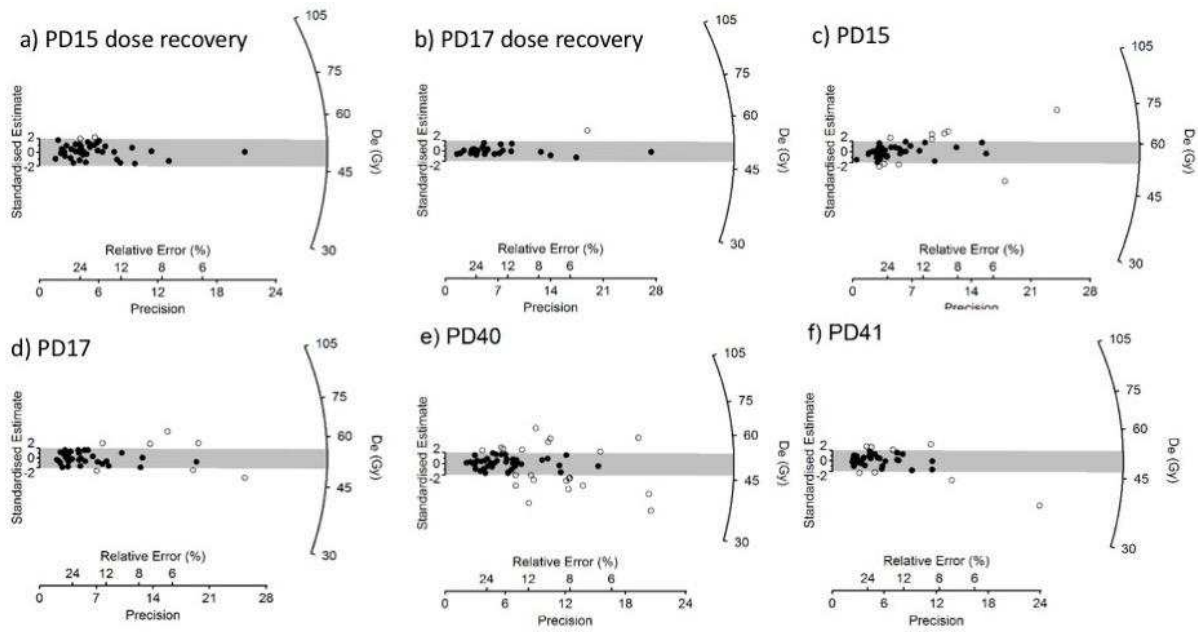 a) PD15 dose recovery
Standardised Estimate
2
0
-2
105
75
60
45
30
De (Gy)
Relative Error (%)
24 12 8 6
0 6 12 18 24
Precision
b) PD17 dose recovery
Standardised Estimate
2
0
-2
105
75
60
45
30
De (Gy)
Relative Error (%)
24 12 8 6
0 7 14 21 28
Precision
c) PD15
Standardised Estimate
2
0
-2
105
75
60
45
30
De (Gy)
Relative Error (%)
24 12 8 6
0 7 14 28
Precision
d) PD17
Standardised Estimate
2
0
-2
105
75
60
45
30
De (Gy)
Relative Error (%)
24 12 8 6
0 7 14 21 28
Precision
e) PD40
Standardised Estimate
2
0
-2
105
75
60
45
30
De (Gy)
Relative Error (%)
24 12 8 6
0 6 12 18 24
Precision
f) PD41
Standardised Estimate
2
0
-2
105
75
60
45
30
De (Gy)
Relative Error (%)
24 12 8 6
0 6 12 18 24
Precision